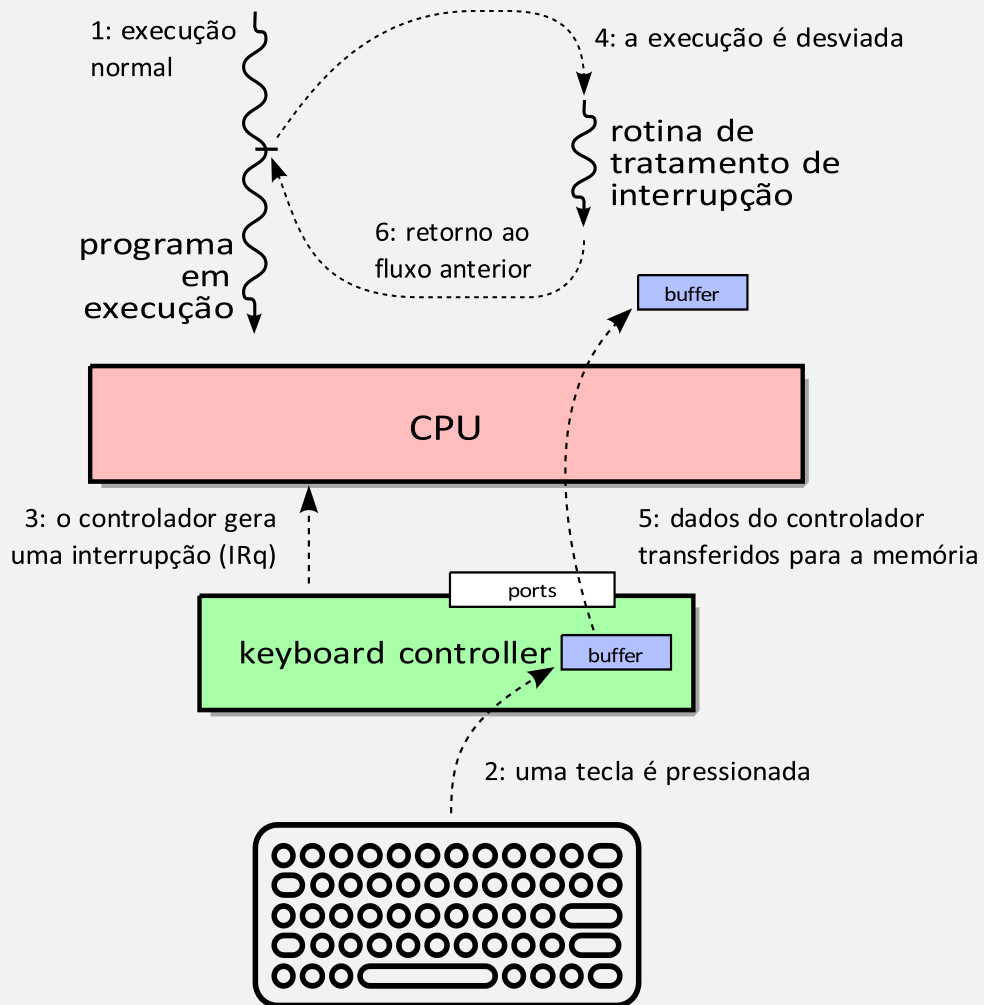 1: execução
normal
4: a execução é desviada
rotina de
tratamento de
interrupção
6: retorno ao
fluxo anterior
programa
em
execução
buffer
CPU
3: o controlador gera
uma interrupção (IRq)
5: dados do controlador
transferidos para a memória
ports
keyboard controller
buffer
2: uma tecla é pressionada